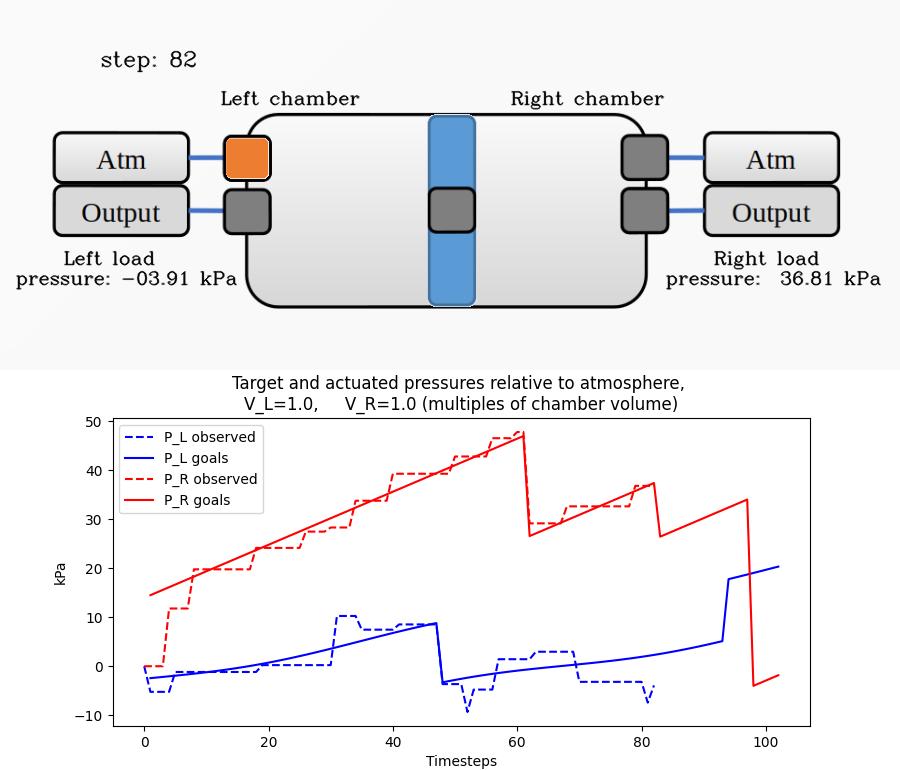 step: 82
Left chamber
Right chamber
Atm
Atm
Output
Output
Left load
pressure: −03.91 kPa
Right load
pressure: 36.81 kPa
Target and actuated pressures relative to atmosphere,
V_L=1.0, V_R=1.0 (multiples of chamber volume)
P_L observed
P_L goals
P_R observed
P_R goals
kPa
50
40
30
20
10
0
−10
0
20
40
60
80
100
Timesteps